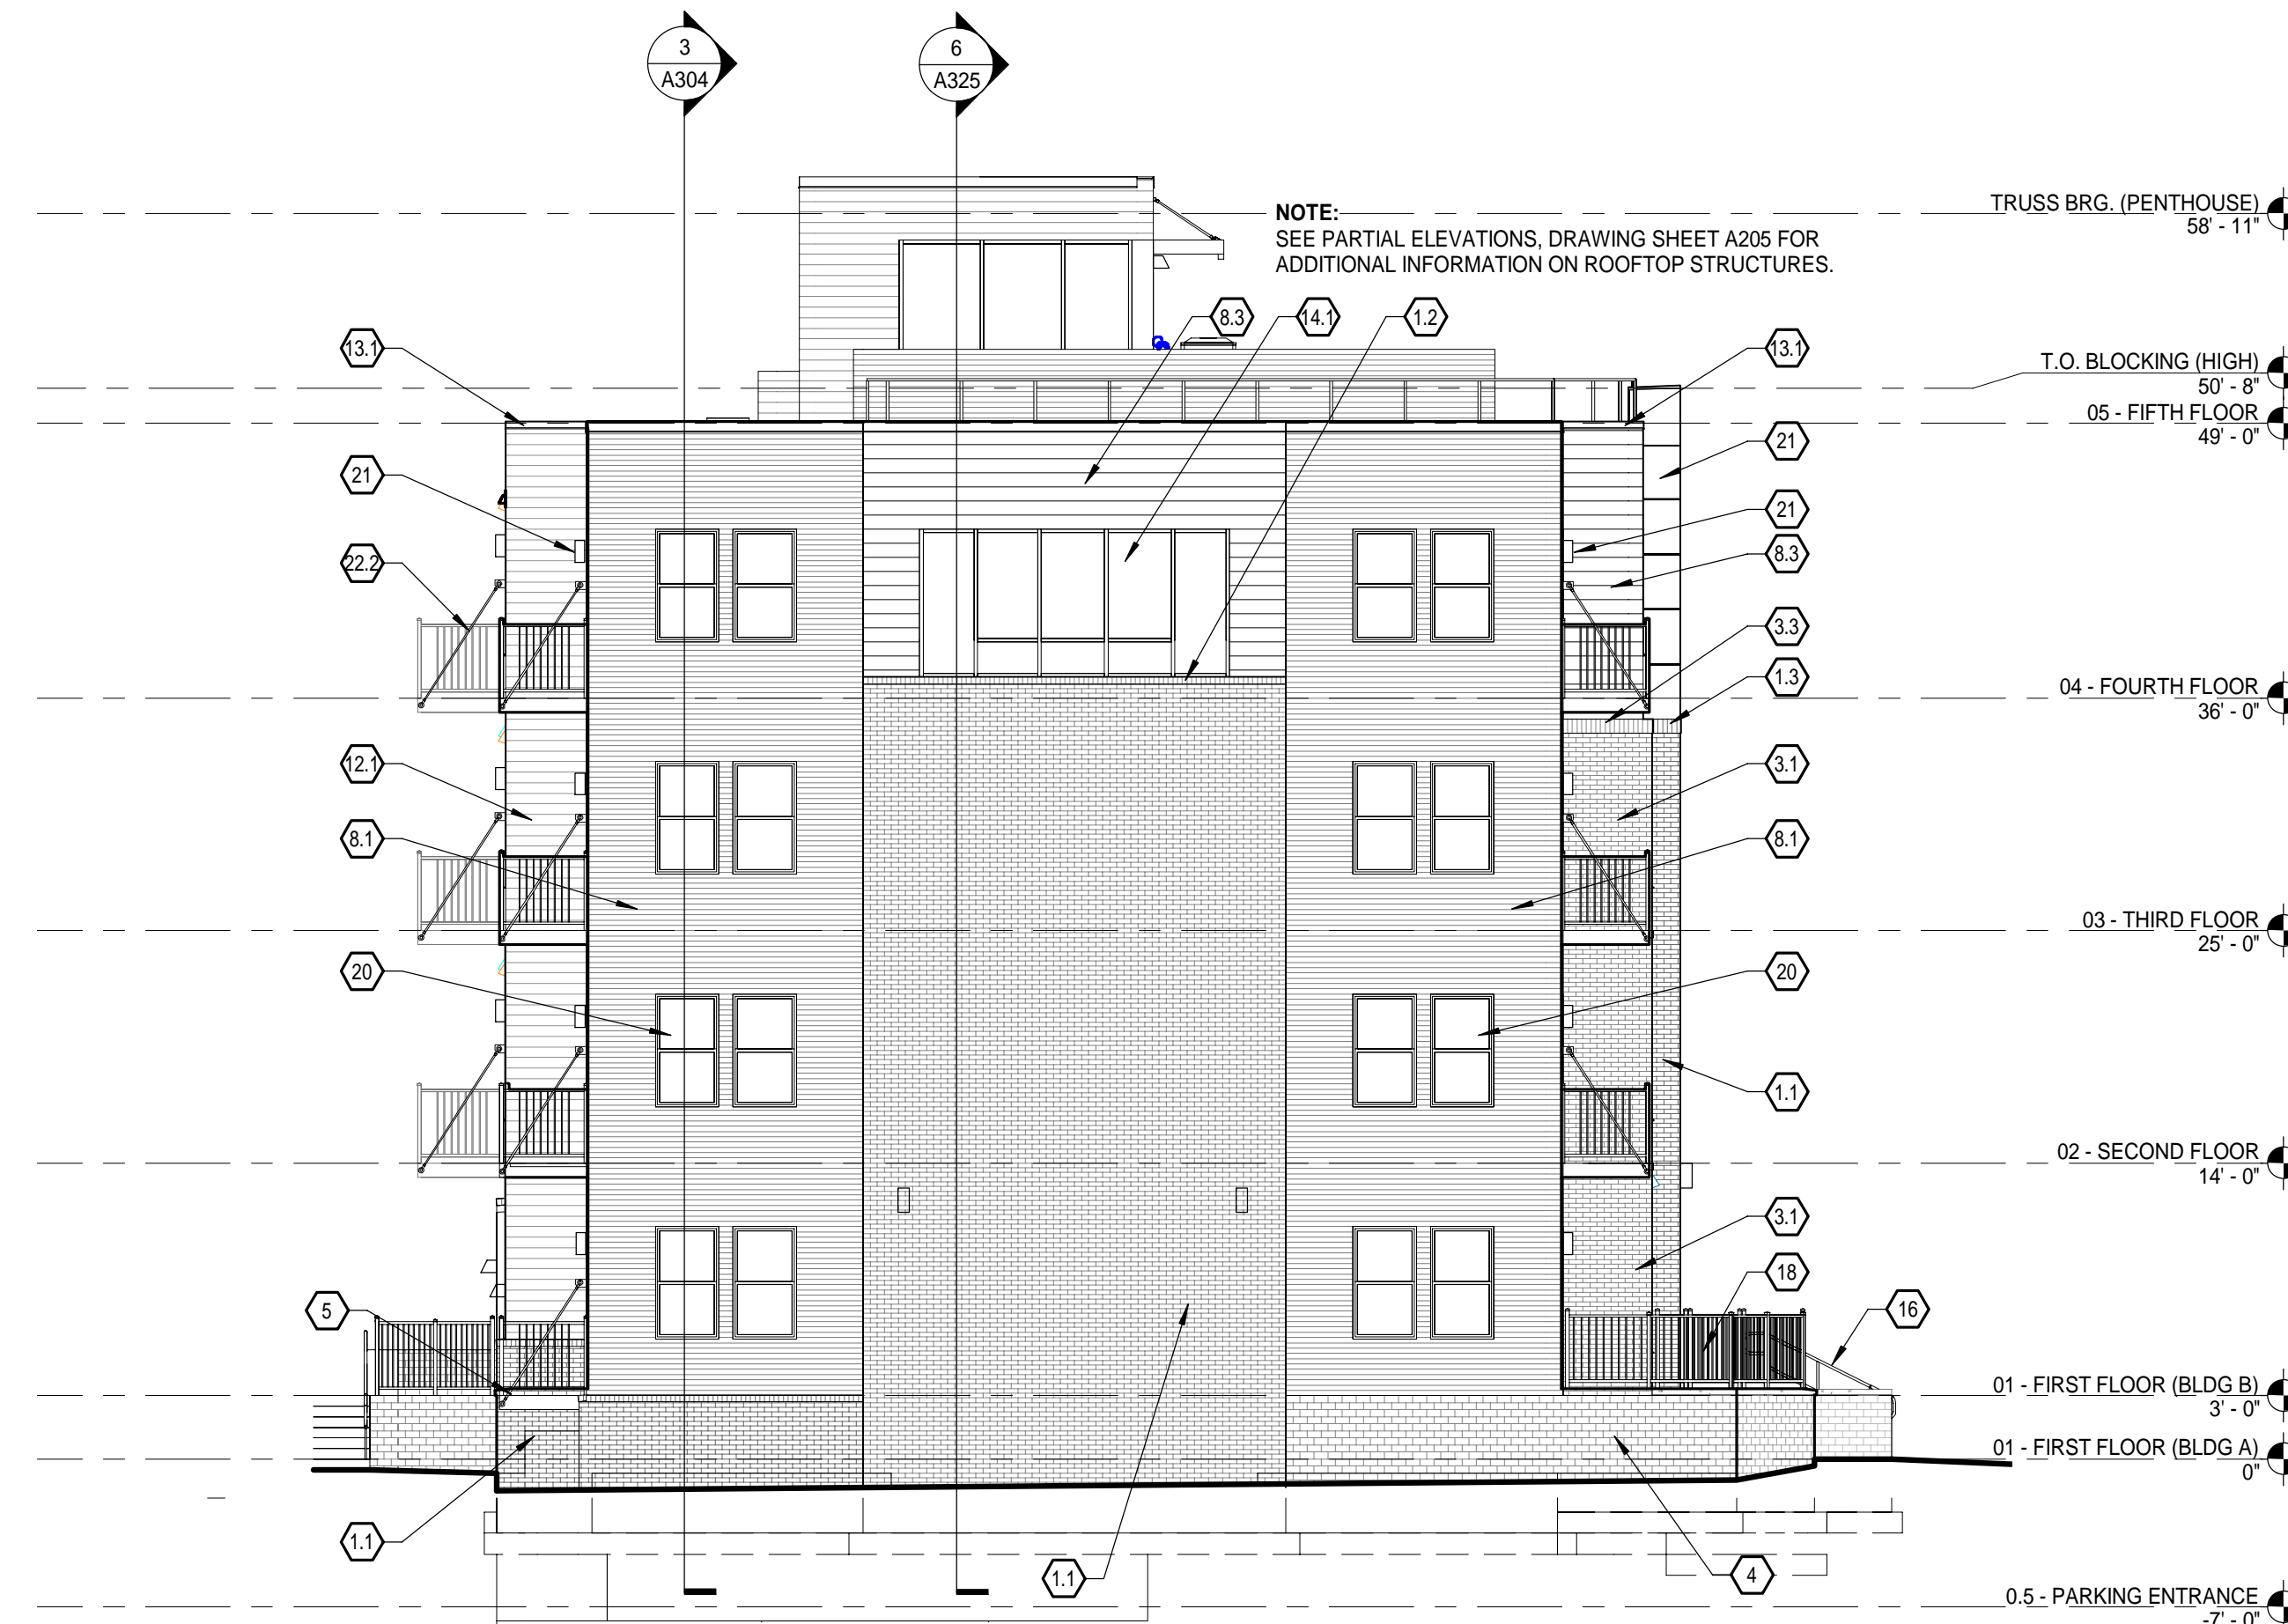 3
A304
6
A325
NOTE:
SEE PARTIAL ELEVATIONS, DRAWING SHEET A205 FOR
ADDITIONAL INFORMATION ON ROOFTOP STRUCTURES.
TRUSS BRG. (PENTHOUSE)
58' - 11"
8.3
14.1
1.2
13.1
13.1
T.O. BLOCKING (HIGH)
50' - 8"
05 - FIFTH FLOOR
49' - 0"
21
21
21
22.2
8.3
3.3
1.3
04 - FOURTH FLOOR
36' - 0"
12.1
3.1
8.1
8.1
03 - THIRD FLOOR
25' - 0"
20
20
1.1
02 - SECOND FLOOR
14' - 0"
3.1
18
5
16
01 - FIRST FLOOR (BLDG B)
3' - 0"
01 - FIRST FLOOR (BLDG A)
0"
1.1
1.1
4
0.5 - PARKING ENTRANCE
-7' - 0"